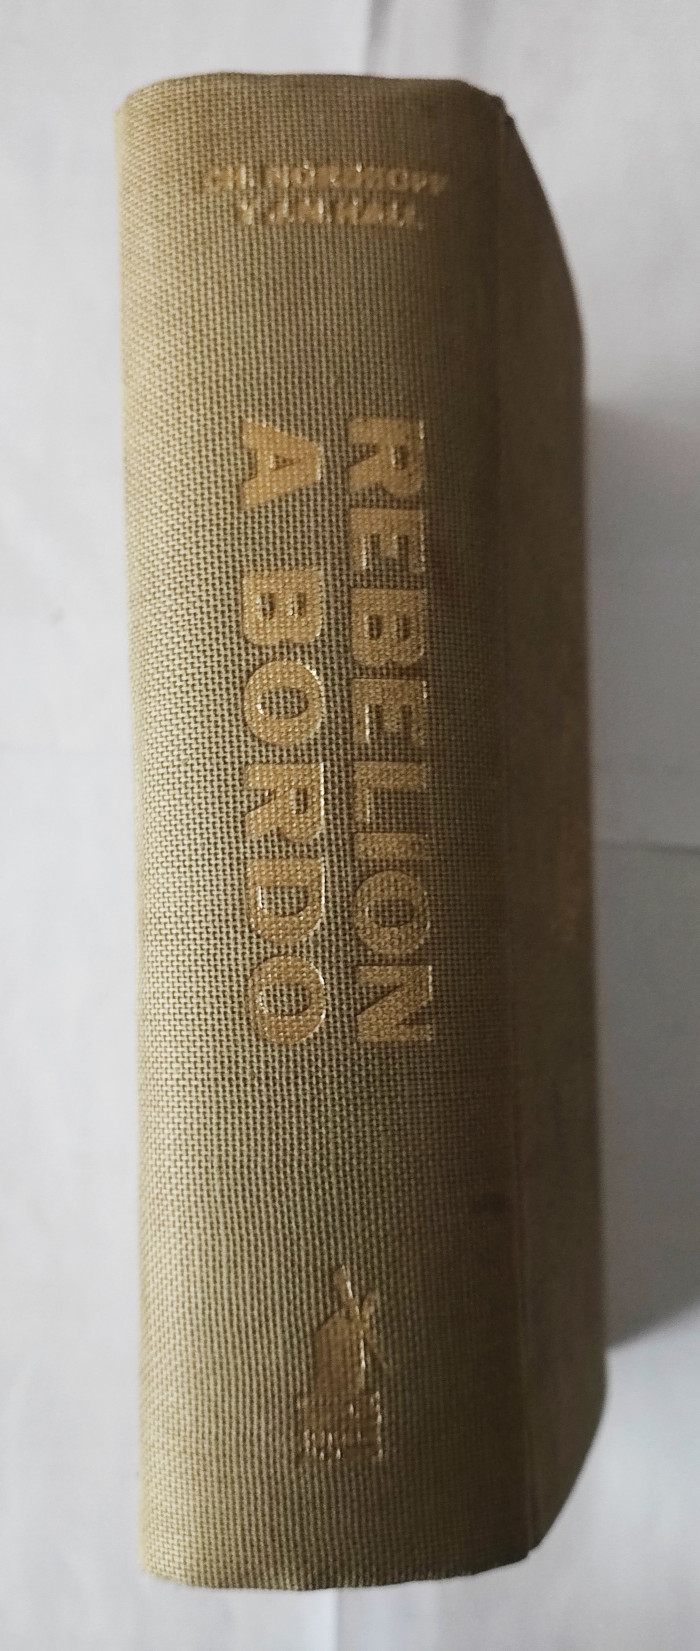 CH. NORDHOFF
Y J.N. HALL
REBELION
A BORDO